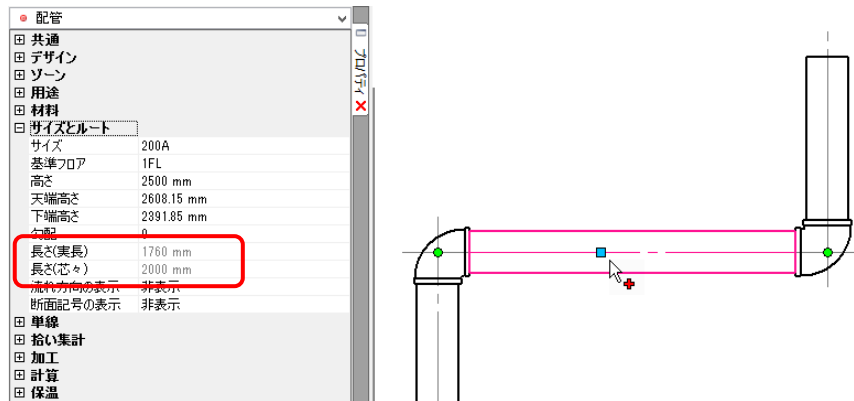 配管
プロパティ
共通
デザイン
ゾーン
用途
材料
サイズとルート
サイズ 200A
基準フロア 1FL
高さ 2500 mm
天端高さ 2608.15 mm
下端高さ 2391.85 mm
勾配 0
長さ(実長) 1760 mm
長さ(芯々) 2000 mm
流れ方向の表示 非表示
断面記号の表示 非表示
単線
拾い集計
加工
計算
保温